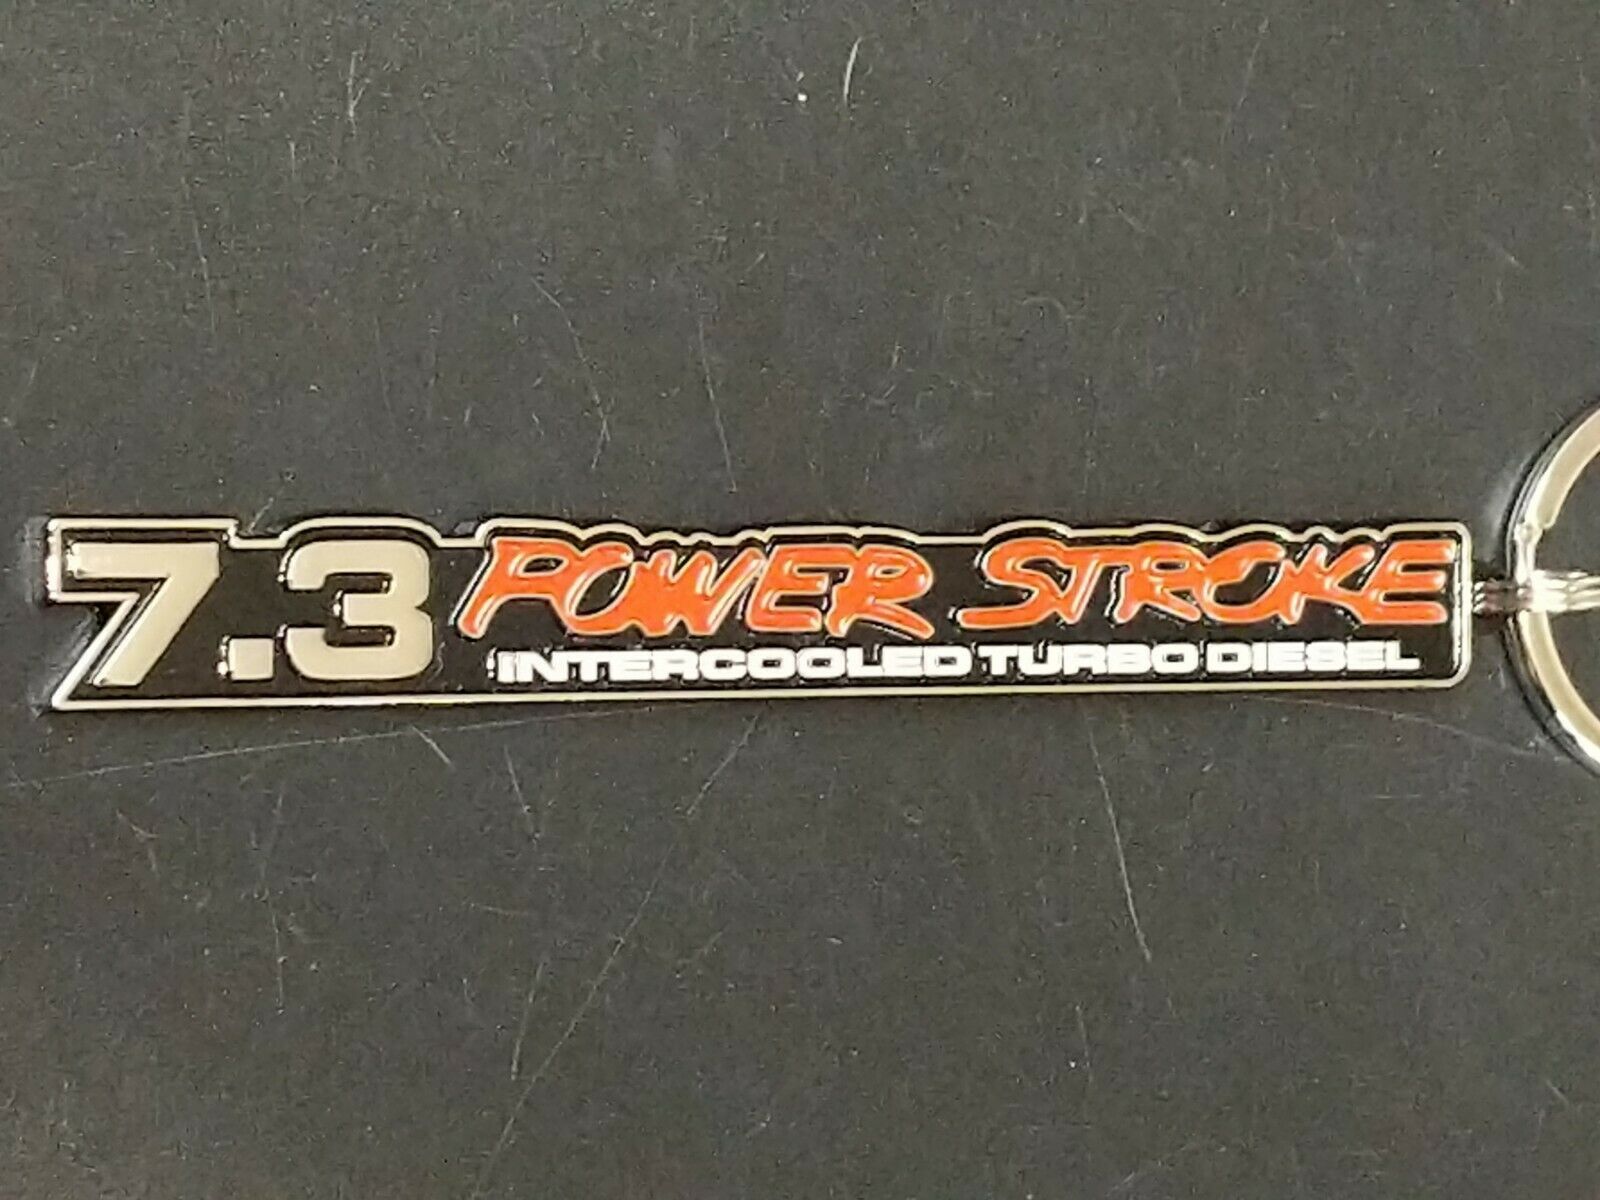 7.3 POWER STROKE
INTERCOOLED TURBO DIESEL